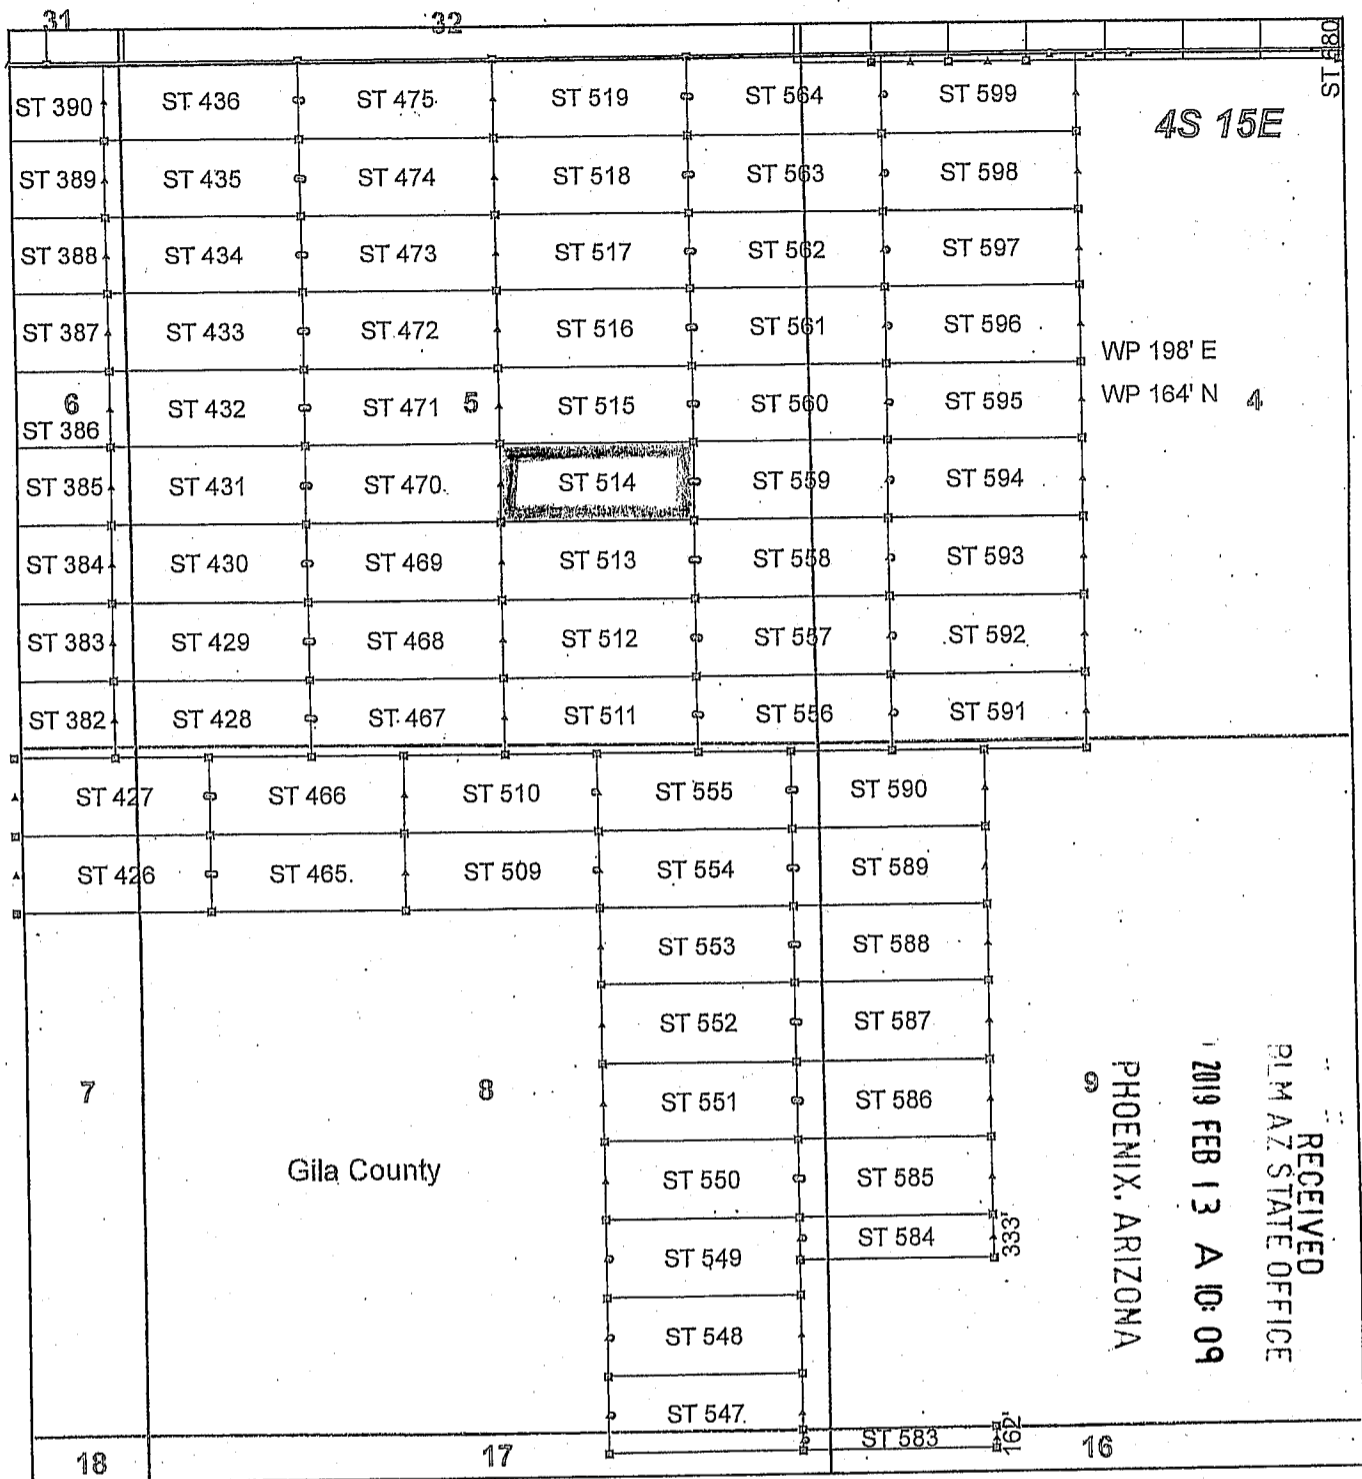 31 32
ST 680
ST 390 ST 436 ST 475 ST 519 ST 564 ST 599
4S 15E
ST 389 ST 435 ST 474 ST 518 ST 563 ST 598
ST 388 ST 434 ST 473 ST 517 ST 562 ST 597
ST 387 ST 433 ST 472 ST 516 ST 561 ST 596
WP 198' E
6 ST 432 ST 471 5 ST 515 ST 560 ST 595 WP 164' N 4
ST 386
ST 385 ST 431 ST 470 ST 514 ST 559 ST 594
ST 384 ST 430 ST 469 ST 513 ST 558 ST 593
ST 383 ST 429 ST 468 ST 512 ST 557 ST 592
ST 382 ST 428 ST 467 ST 511 ST 556 ST 591
ST 427 ST 466 ST 510 ST 555 ST 590
ST 426 ST 465 ST 509 ST 554 ST 589
ST 553 ST 588
ST 552 ST 587
7 8 ST 551 ST 586 9
Gila County ST 550 ST 585
ST 549 ST 584 333'
ST 548
ST 547
ST 583 162'
18 17 16
RECEIVED
BLM AZ STATE OFFICE
2019 FEB 13 A 10:09
PHOENIX, ARIZONA